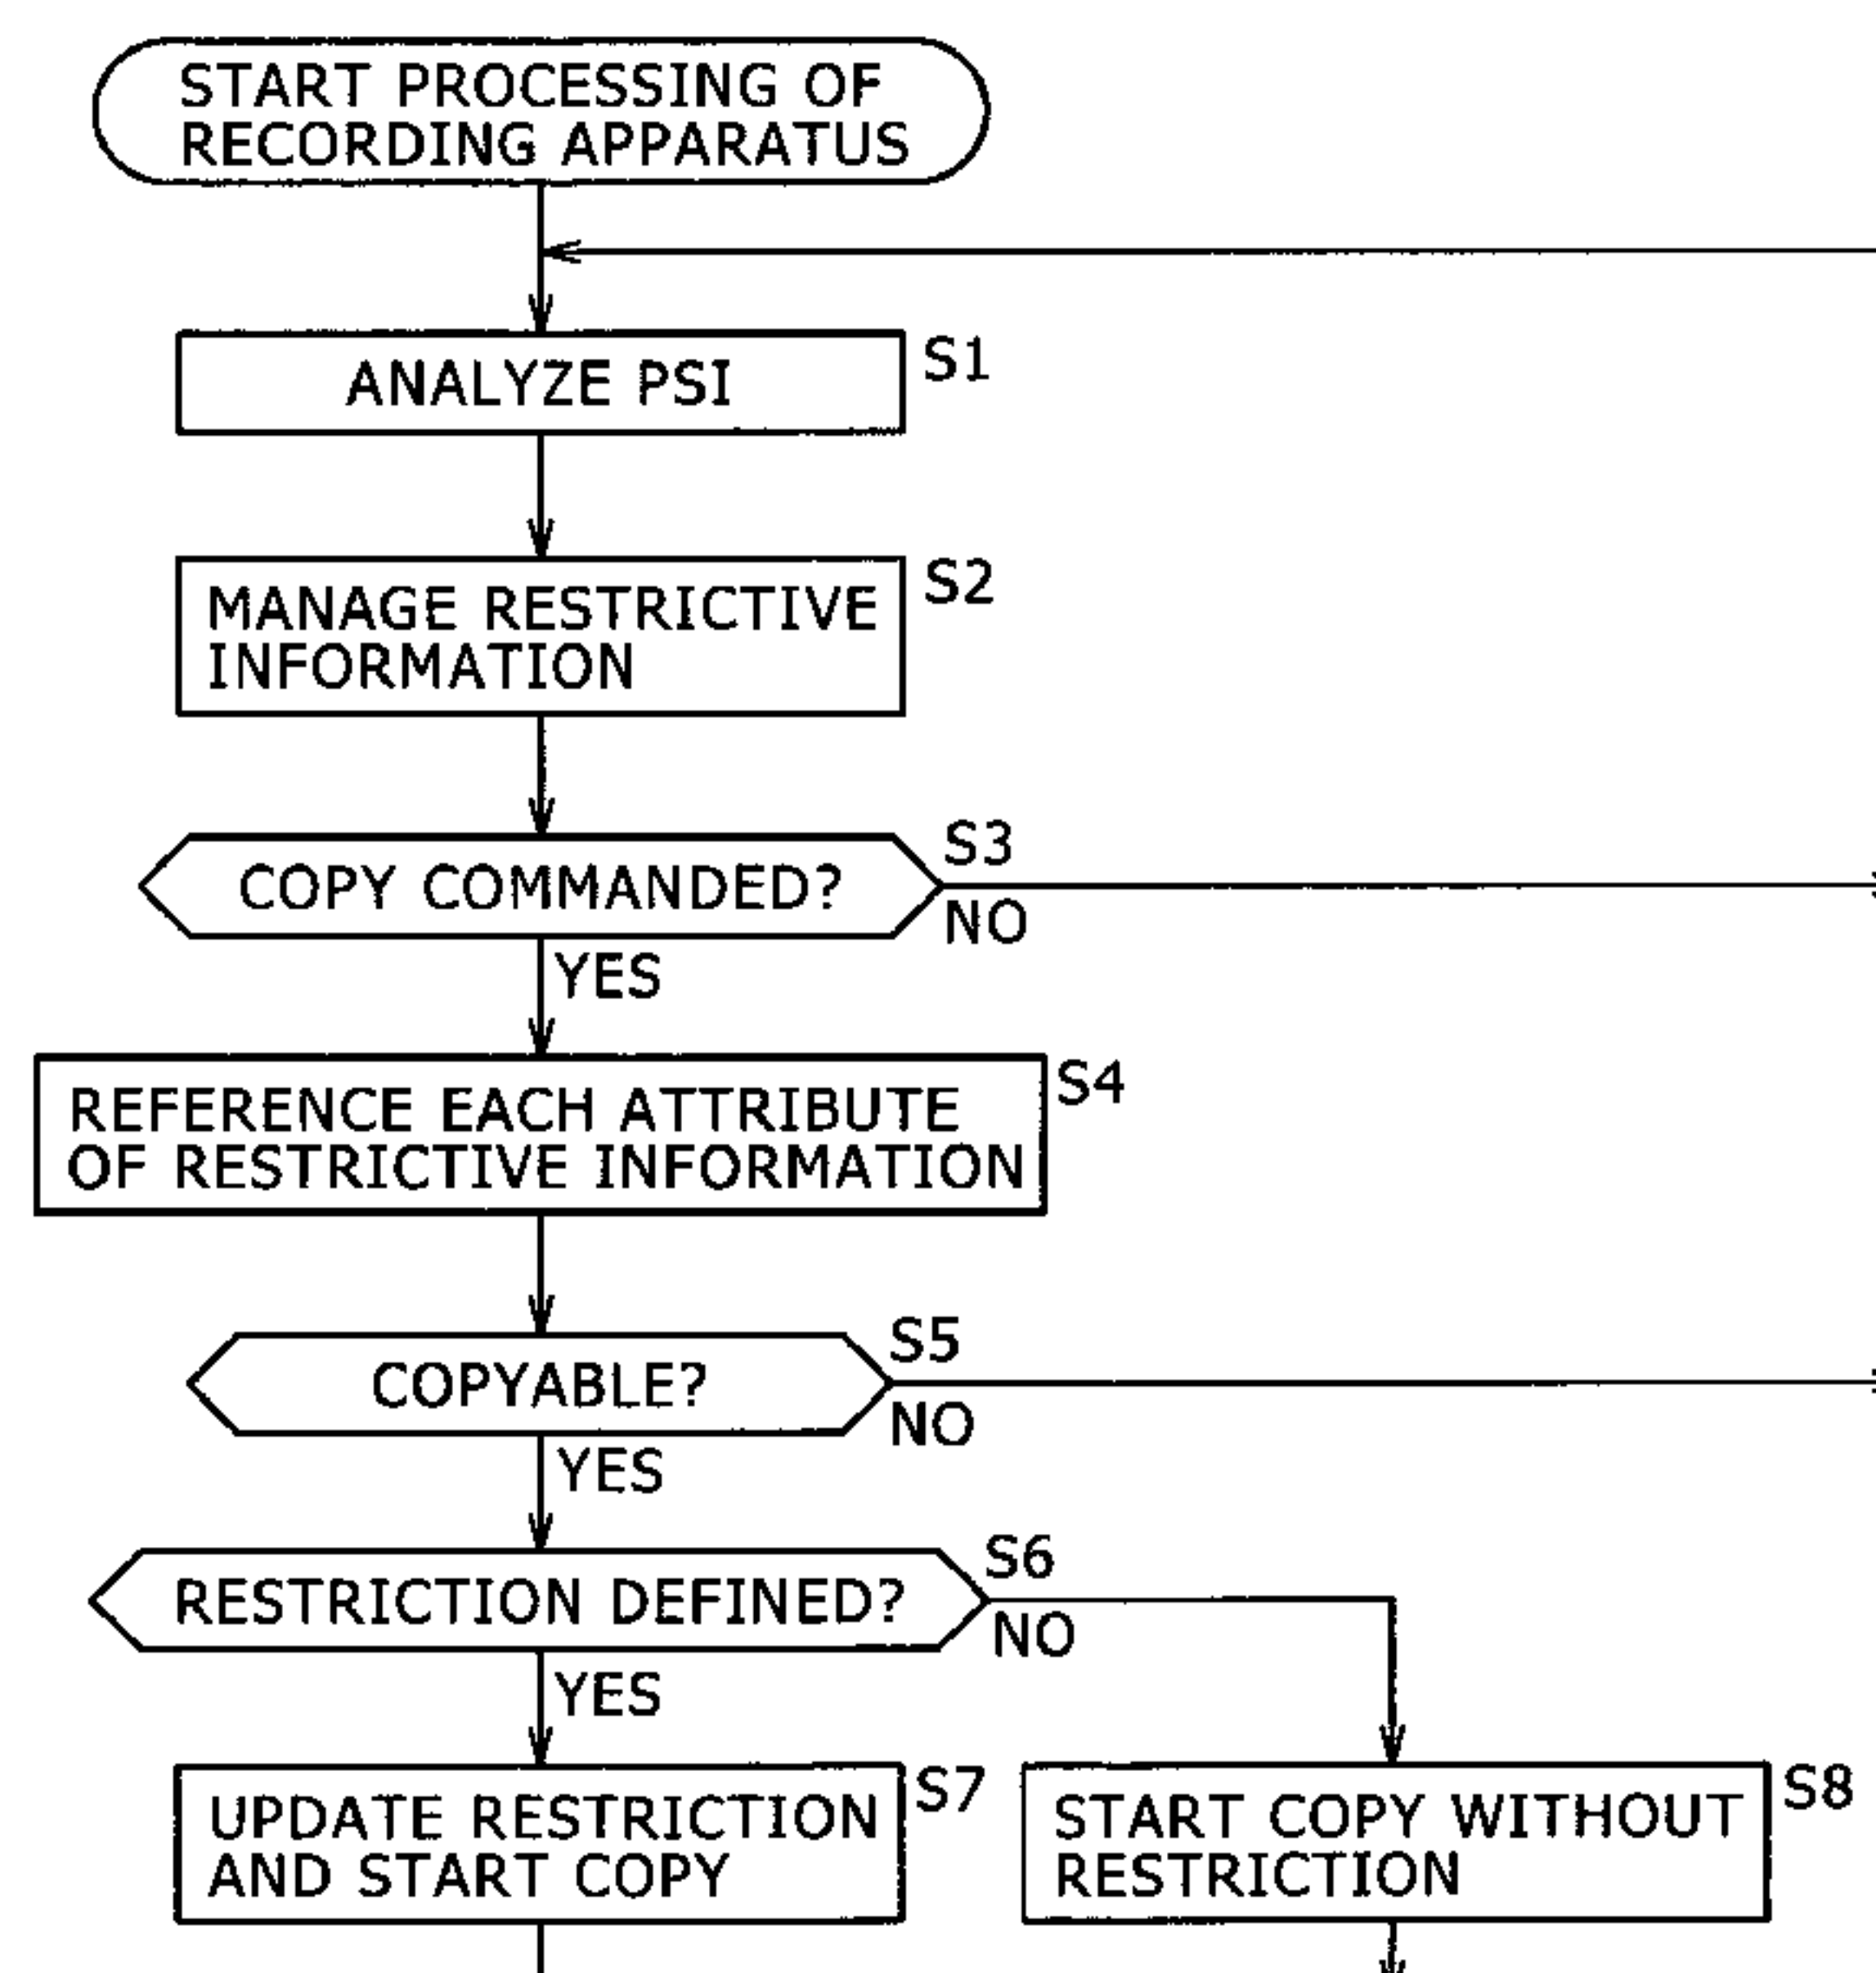 START PROCESSING OF
RECORDING APPARATUS
ANALYZE PSI
S1
MANAGE RESTRICTIVE
INFORMATION
S2
COPY COMMANDED?
S3
NO
YES
REFERENCE EACH ATTRIBUTE
OF RESTRICTIVE INFORMATION
S4
COPYABLE?
S5
NO
YES
RESTRICTION DEFINED?
S6
NO
YES
UPDATE RESTRICTION
AND START COPY
S7
START COPY WITHOUT
RESTRICTION
S8